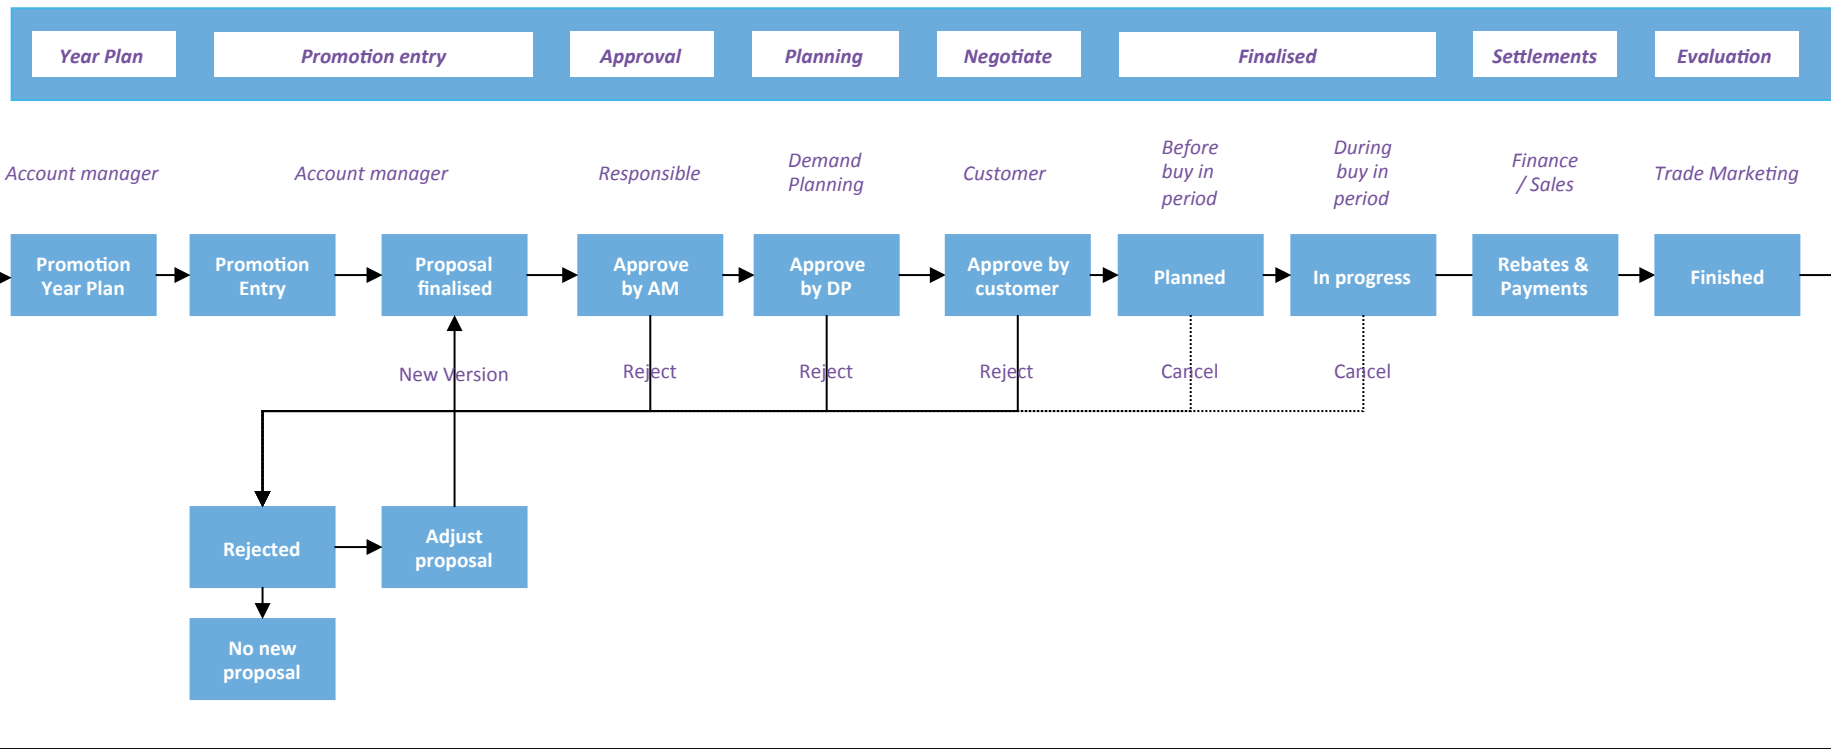 Year Plan
Promotion entry
Approval
Planning
Negotiate
Finalised
Settlements
Evaluation
Account manager
Account manager
Responsible
Demand
Planning
Customer
Before
buy in
period
During
buy in
period
Finance
/ Sales
Trade Marketing
Promotion
Year Plan
Promotion
Entry
Proposal
finalised
Approve
by AM
Approve
by DP
Approve by
customer
Planned
In progress
Rebates &
Payments
Finished
New Version
Reject
Reject
Reject
Cancel
Cancel
Rejected
Adjust
proposal
No new
proposal